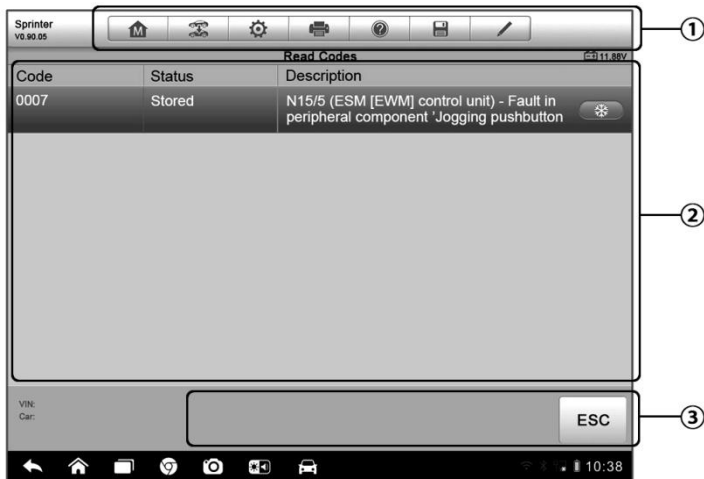 Sprinter
V0.90.05
M
①
Read Codes
11.88V
Code Status Description
0007 Stored N15/5 (ESM [EWM] control unit) - Fault in
peripheral component 'Jogging pushbutton
②
VIN:
Car:
ESC
③
10:38